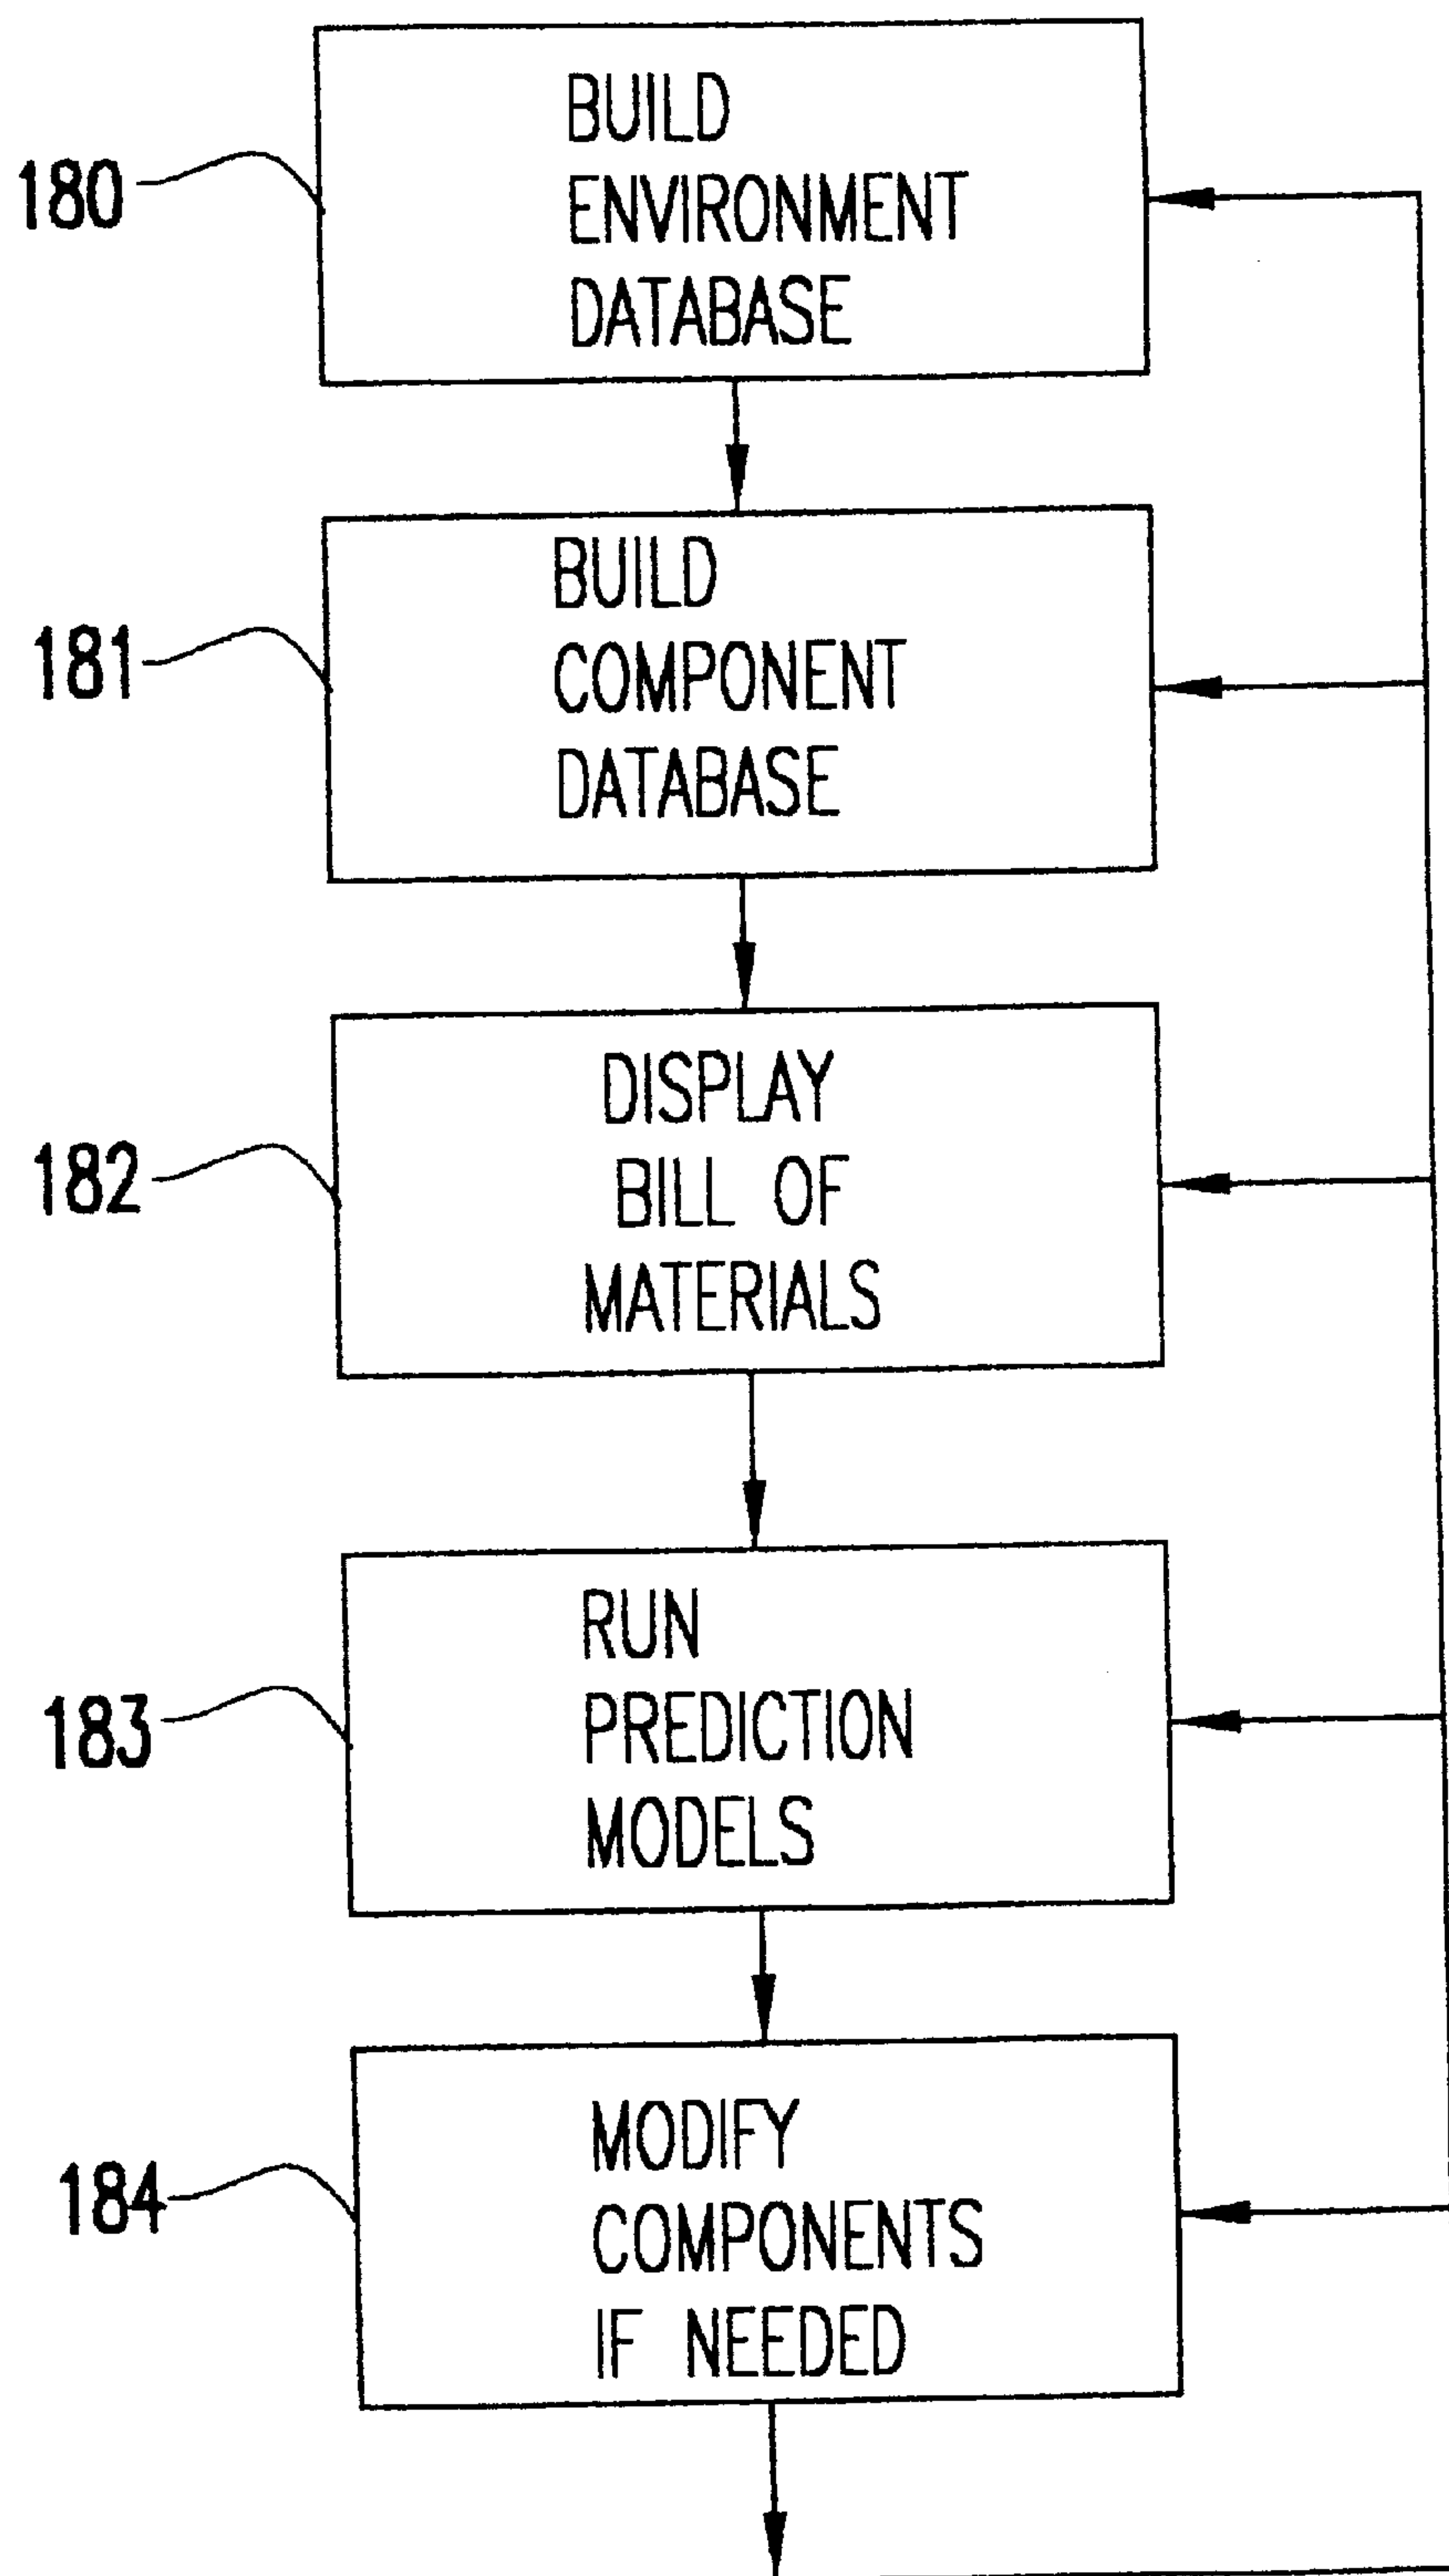 BUILD
ENVIRONMENT
DATABASE
180
BUILD
COMPONENT
DATABASE
181
DISPLAY
BILL OF
MATERIALS
182
RUN
PREDICTION
MODELS
183
MODIFY
COMPONENTS
IF NEEDED
184